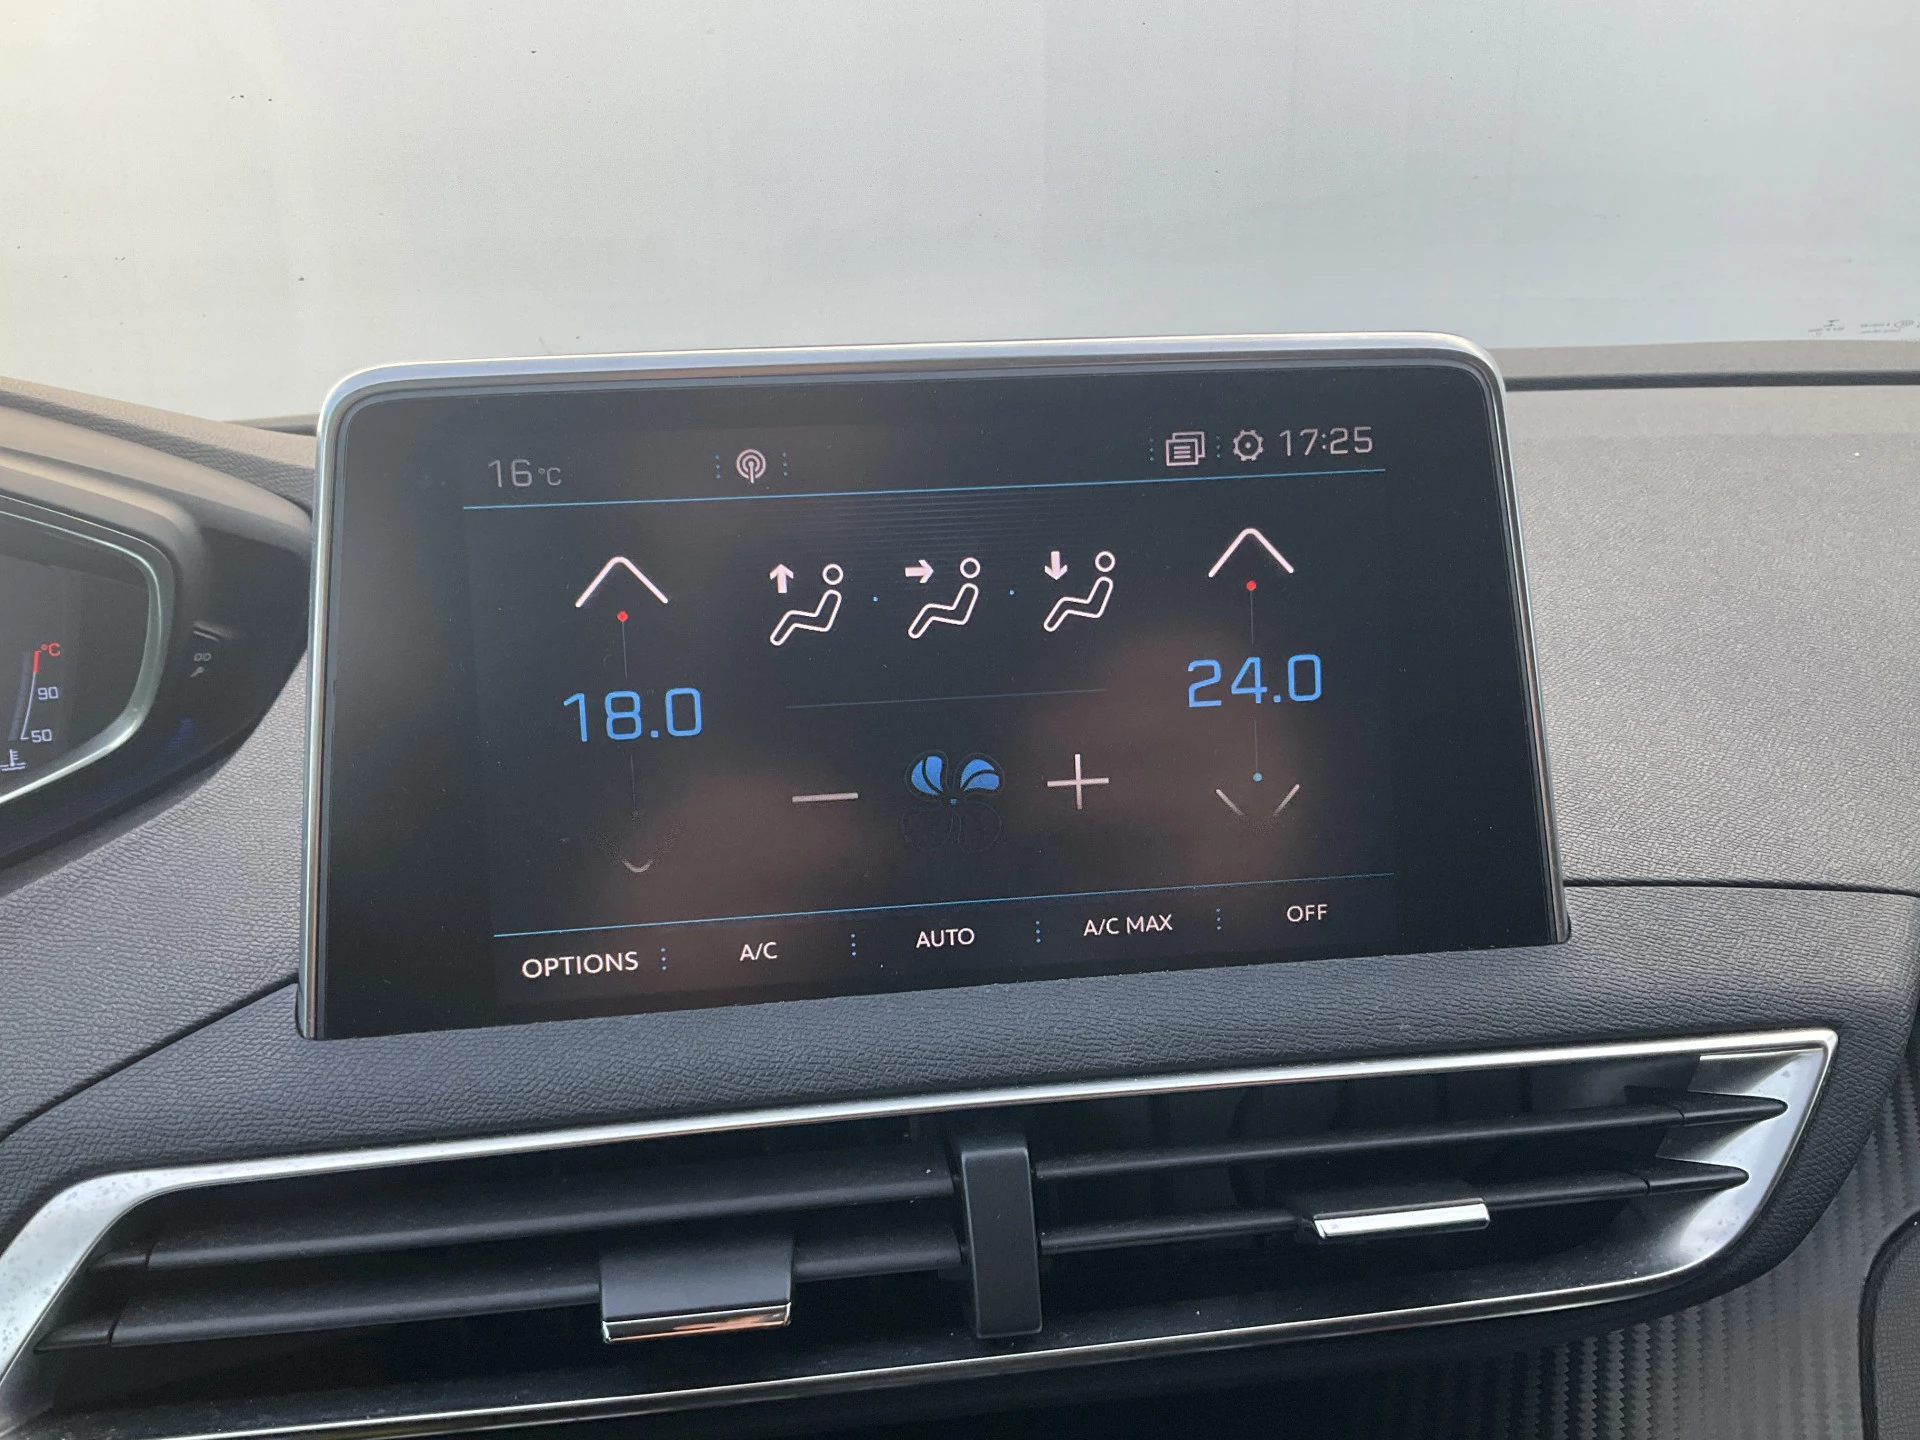 16°C
17:25
°C
90
50
18.0
24.0
OPTIONS
A/C
AUTO
A/C MAX
OFF